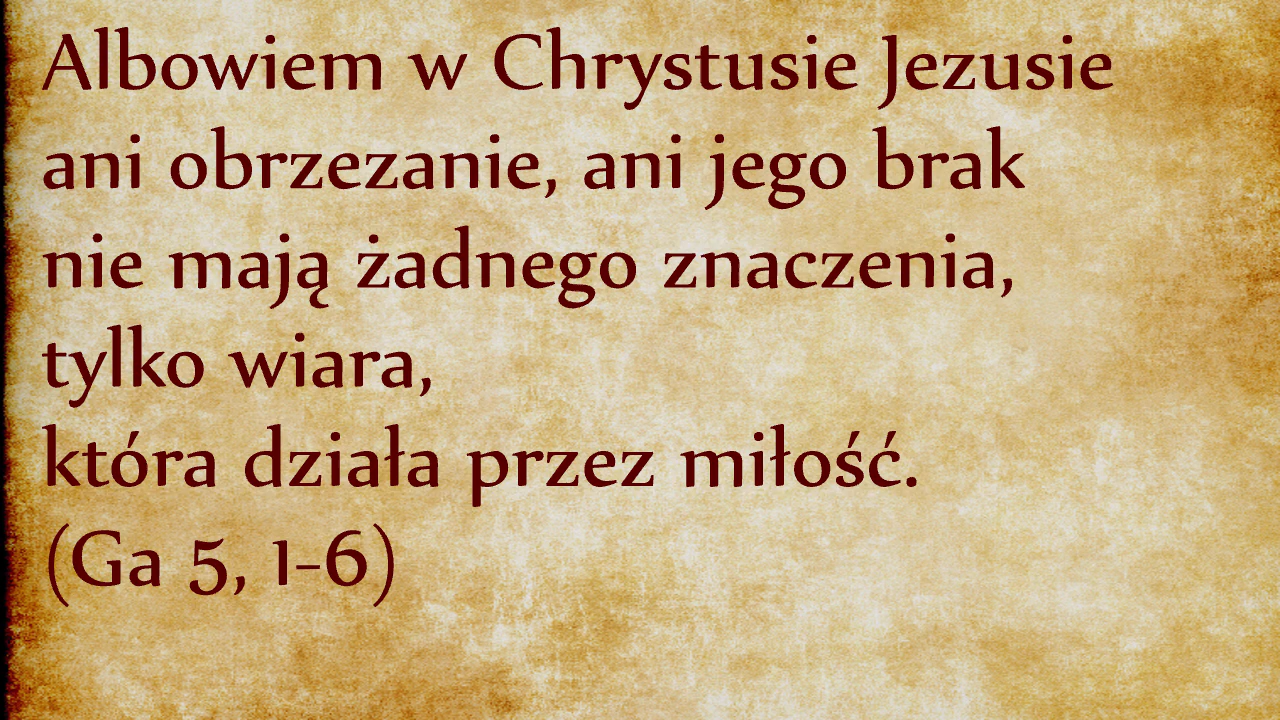 Albowiem w Chrystusie Jezusie
ani obrzezanie, ani jego brak
nie mają żadnego znaczenia,
tylko wiara,
która działa przez miłość.
(Ga 5, 1-6)